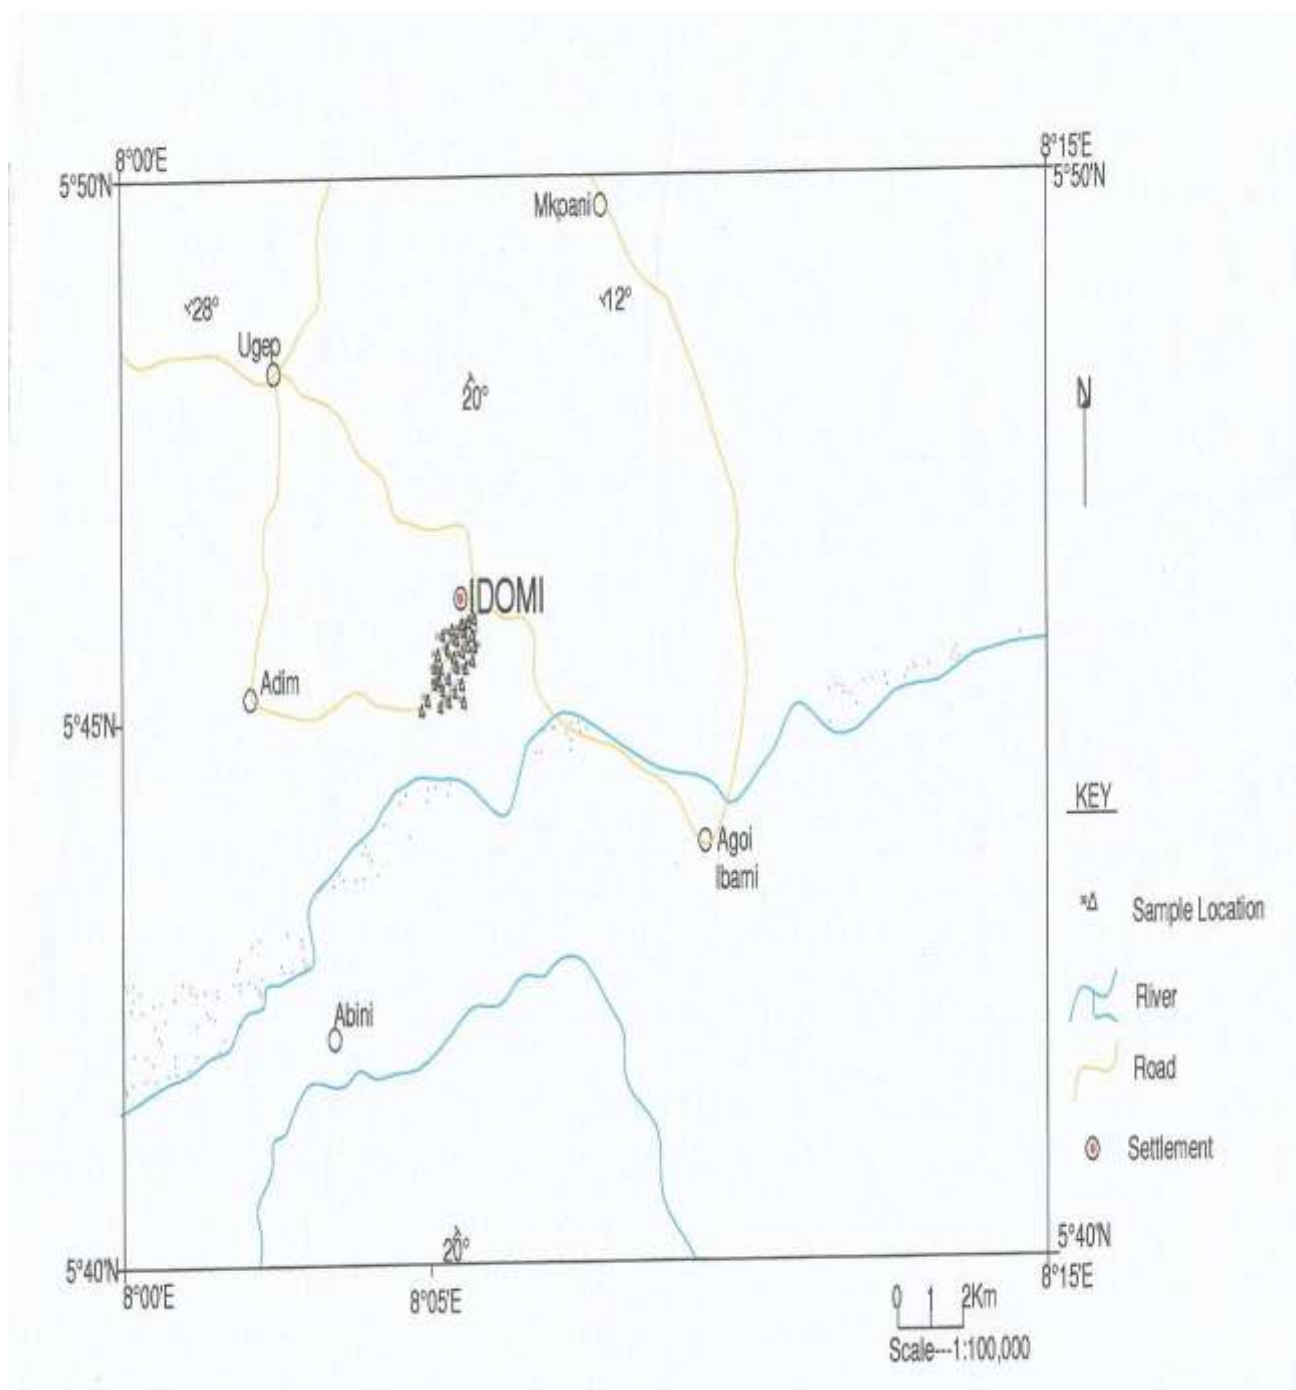 8°00'E
8°15'E
5°50'N
5°50'N
Mkpani
28°
12°
Ugep
20°
N
IDOMI
Adim
5°45'N
KEY
Agoi
Ibami
Sample Location
Abini
River
Road
Settlement
20°
5°40'N
5°40'N
8°00'E
8°05'E
8°15'E
0 1 2Km
Scale---1:100,000